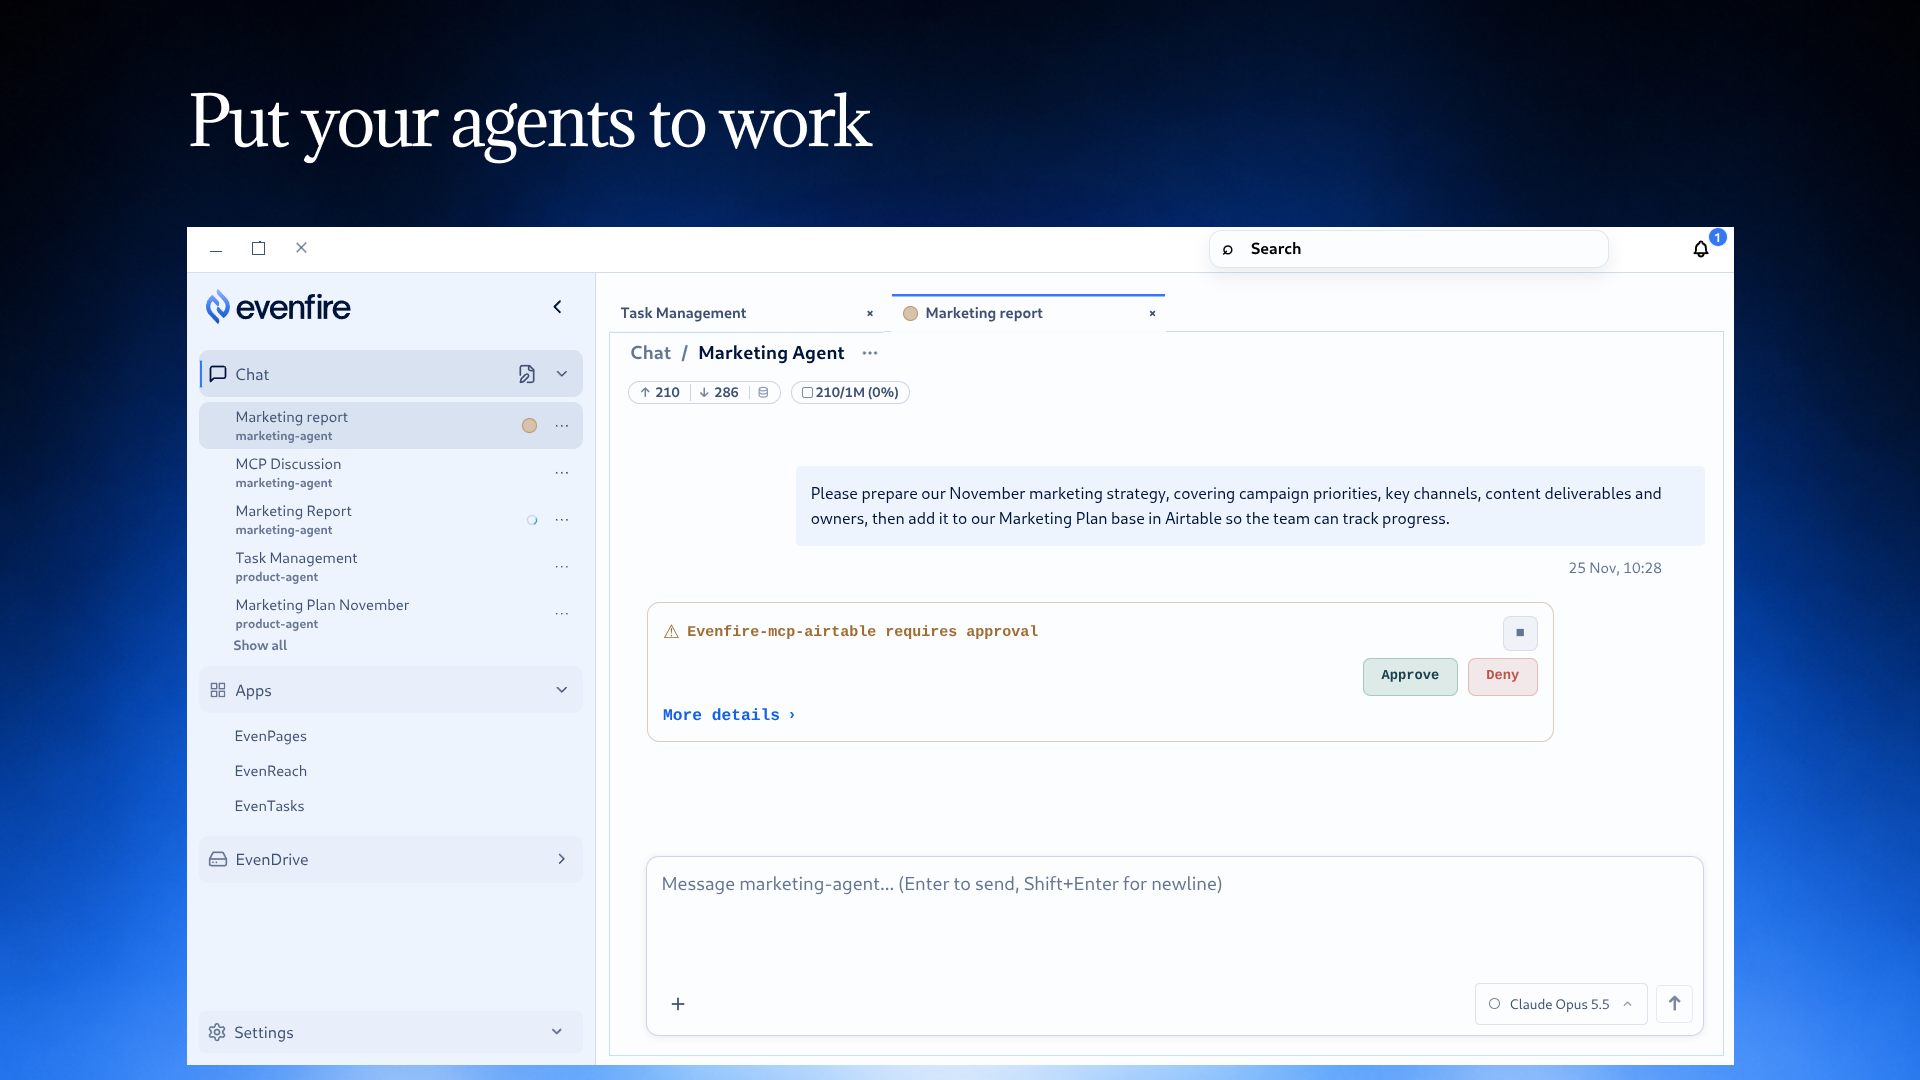 Put your agents to work
Search
1
evenfire
Chat
Marketing report
marketing-agent
MCP Discussion
marketing-agent
Marketing Report
marketing-agent
Task Management
product-agent
Marketing Plan November
product-agent
Show all
Apps
EvenPages
EvenReach
EvenTasks
EvenDrive
Settings
Task Management
Marketing report
Chat / Marketing Agent
↑ 210 ↓ 286 210/1M (0%)
Please prepare our November marketing strategy, covering campaign priorities, key channels, content deliverables and
owners, then add it to our Marketing Plan base in Airtable so the team can track progress.
25 Nov, 10:28
Evenfire-mcp-airtable requires approval
Approve Deny
More details ›
Message marketing-agent... (Enter to send, Shift+Enter for newline)
Claude Opus 5.5